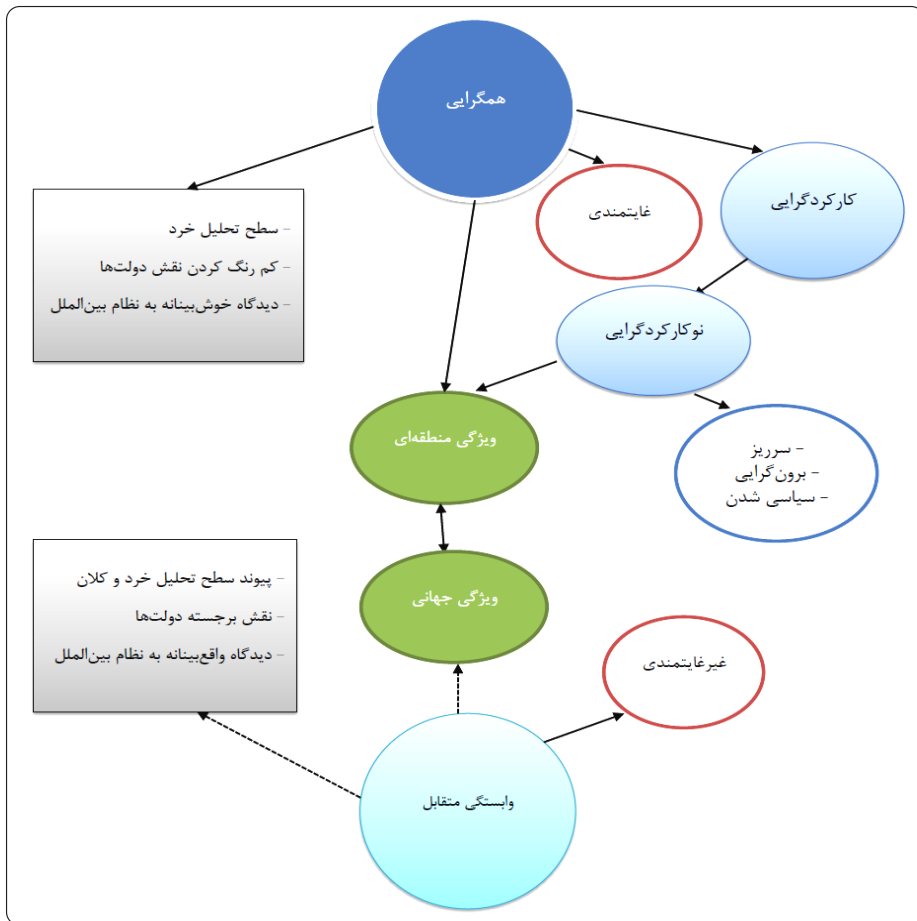 همگرایی
کارکردگرایی
غایتمندی
- سطح تحلیل خرد
- کم رنگ کردن نقش دولت‌ها
- دیدگاه خوش‌بینانه به نظام بین‌الملل
نوکارکردگرایی
ویژگی منطقه‌ای
- سرریز
- برون‌گرایی
- سیاسی شدن
- پیوند سطح تحلیل خرد و کلان
- نقش برجسته دولت‌ها
- دیدگاه واقع‌بینانه به نظام بین‌الملل
ویژگی جهانی
غیرغایتمندی
وابستگی متقابل